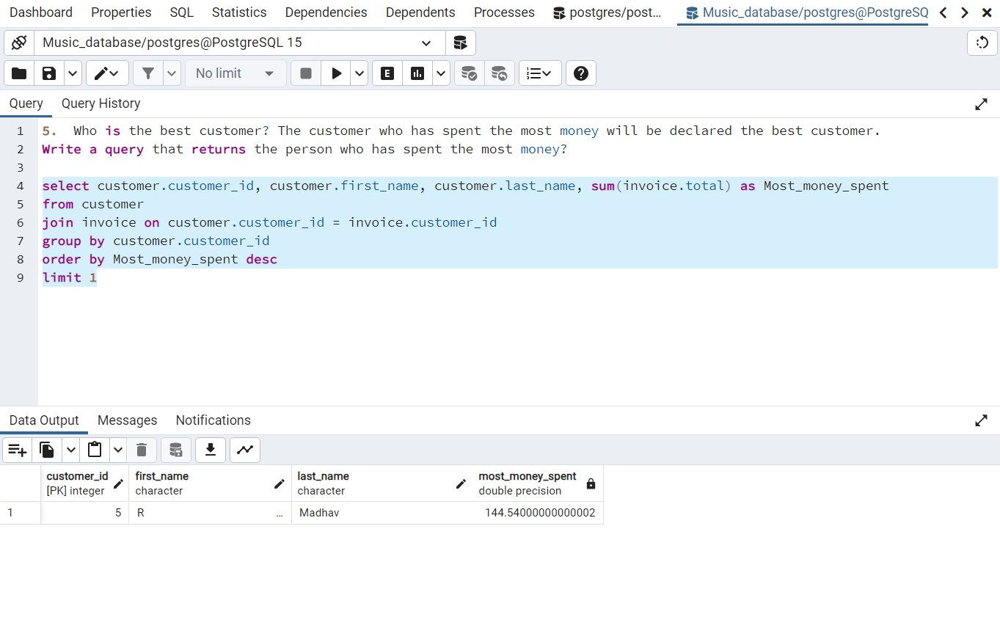 Dashboard Properties SQL Statistics Dependencies Dependents Processes postgres/post... Music_database/postgres@PostgreSQ
Music_database/postgres@PostgreSQL 15
No limit E
Query Query History
1 5. Who is the best customer? The customer who has spent the most money will be declared the best customer.
2 Write a query that returns the person who has spent the most money?
3
4 select customer.customer_id, customer.first_name, customer.last_name, sum(invoice.total) as Most_money_spent
5 from customer
6 join invoice on customer.customer_id = invoice.customer_id
7 group by customer.customer_id
8 order by Most_money_spent desc
9 limit 1
Data Output Messages Notifications
customer_id first_name last_name most_money_spent
[PK] integer character character double precision
1 5 R ... Madhav 144.54000000000002